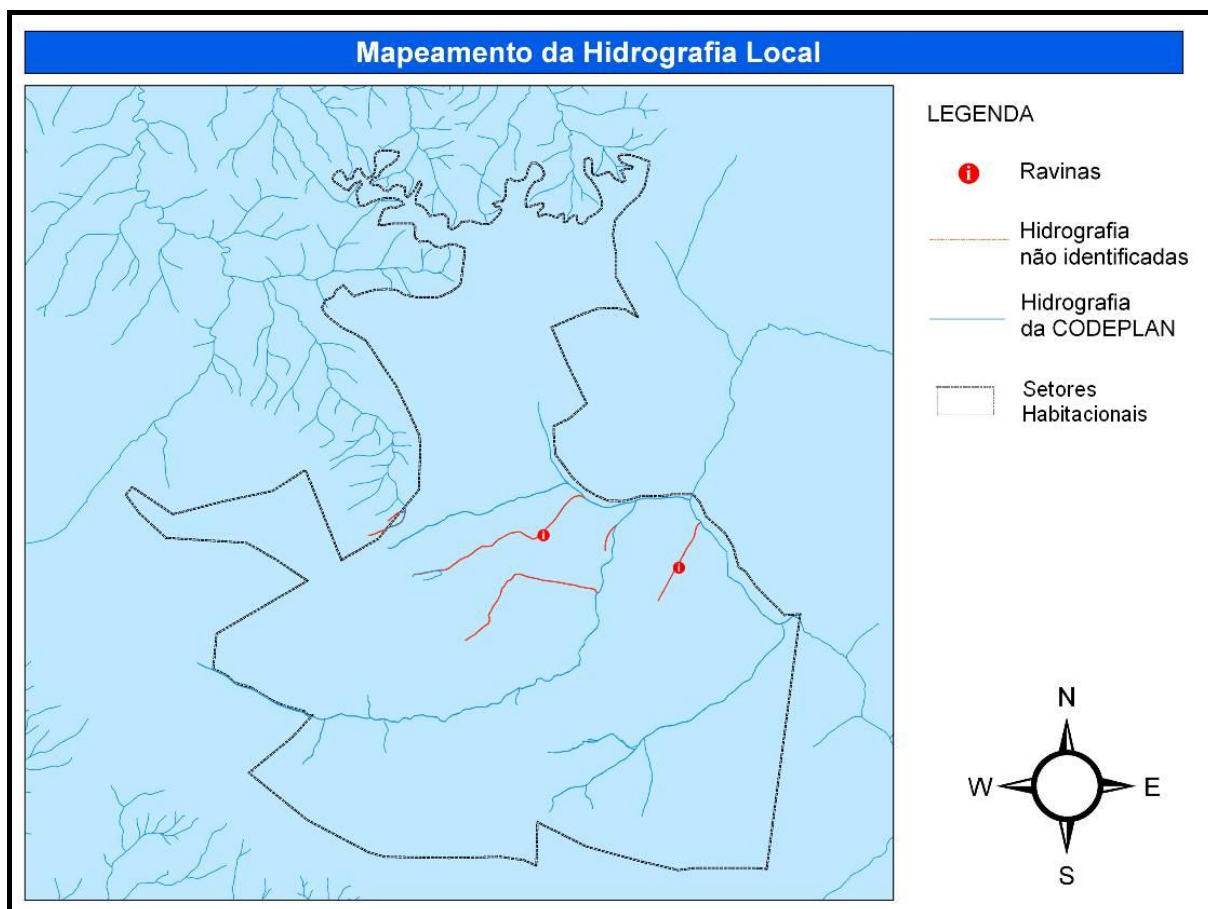 Mapeamento da Hidrografia Local
LEGENDA
i
Ravinas
Hidrografia
não identificadas
Hidrografia
da CODEPLAN
Setores
Habitacionais
i
i
N
W
E
S